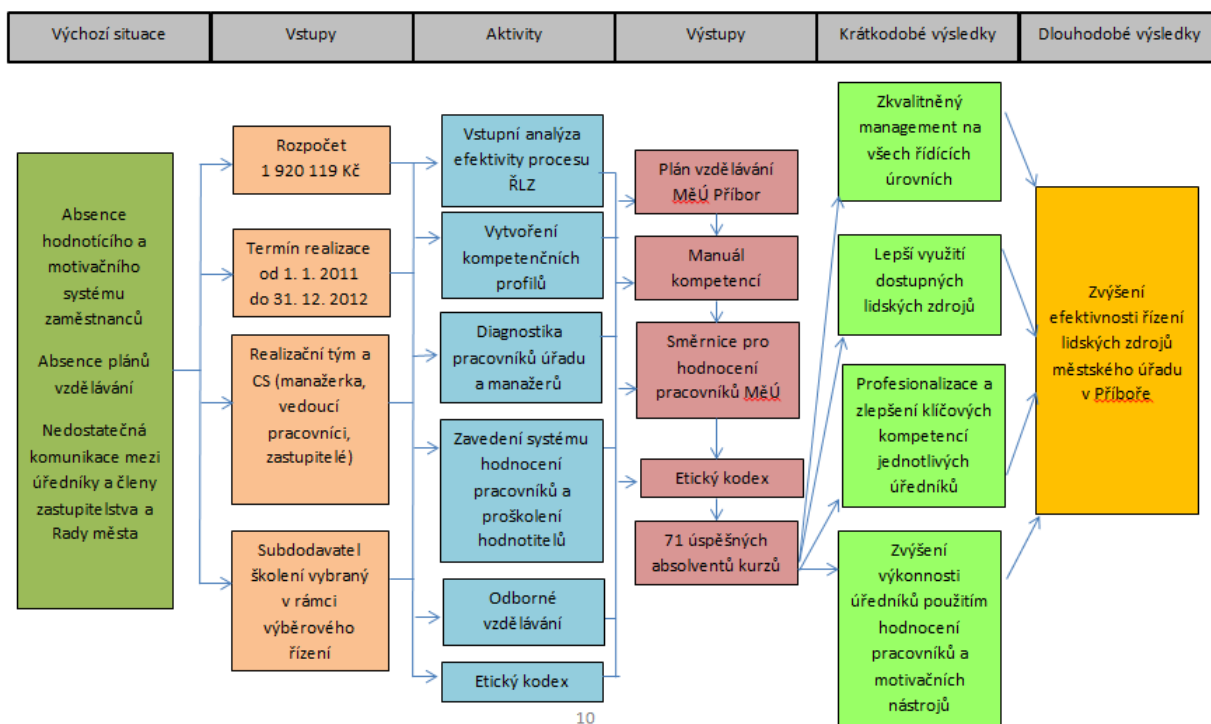 Výchozí situace
Vstupy
Aktivity
Výstupy
Krátkodobé výsledky
Dlouhodobé výsledky
Absence
hodnotícího a
motivačního
systému
zaměstnanců
Absence plánů
vzdělávání
Nedostatečná
komunikace mezi
úředníky a členy
zastupitelstva a
Rady města
Rozpočet
1 920 119 Kč
Termín realizace
od 1. 1. 2011
do 31. 12. 2012
Realizační tým a
CS (manažerka,
vedoucí
pracovníci,
zastupitelé)
Subdodavatel
školení vybraný
v rámci
výběrového
řízení
Vstupní analýza
efektivity procesu
ŘLZ
Vytvoření
kompetenčních
profilů
Diagnostika
pracovníků úřadu
a manažerů
Zavedení systému
hodnocení
pracovníků a
proškolení
hodnotitelů
Odborné
vzdělávání
Etický kodex
Plán vzdělávání
MěÚ Příbor
Manuál
kompetencí
Směrnice pro
hodnocení
pracovníků MěÚ
Etický kodex
71 úspěšných
absolventů kurzů
Zkvalitněný
management na
všech řídících
úrovních
Lepší využití
dostupných
lidských zdrojů
Profesionalizace a
zlepšení klíčových
kompetencí
jednotlivých
úředníků
Zvýšení
výkonnosti
úředníků použitím
hodnocení
pracovníků a
motivačních
nástrojů
Zvýšení
efektivnosti řízení
lidských zdrojů
městského úřadu
v Příboře
10